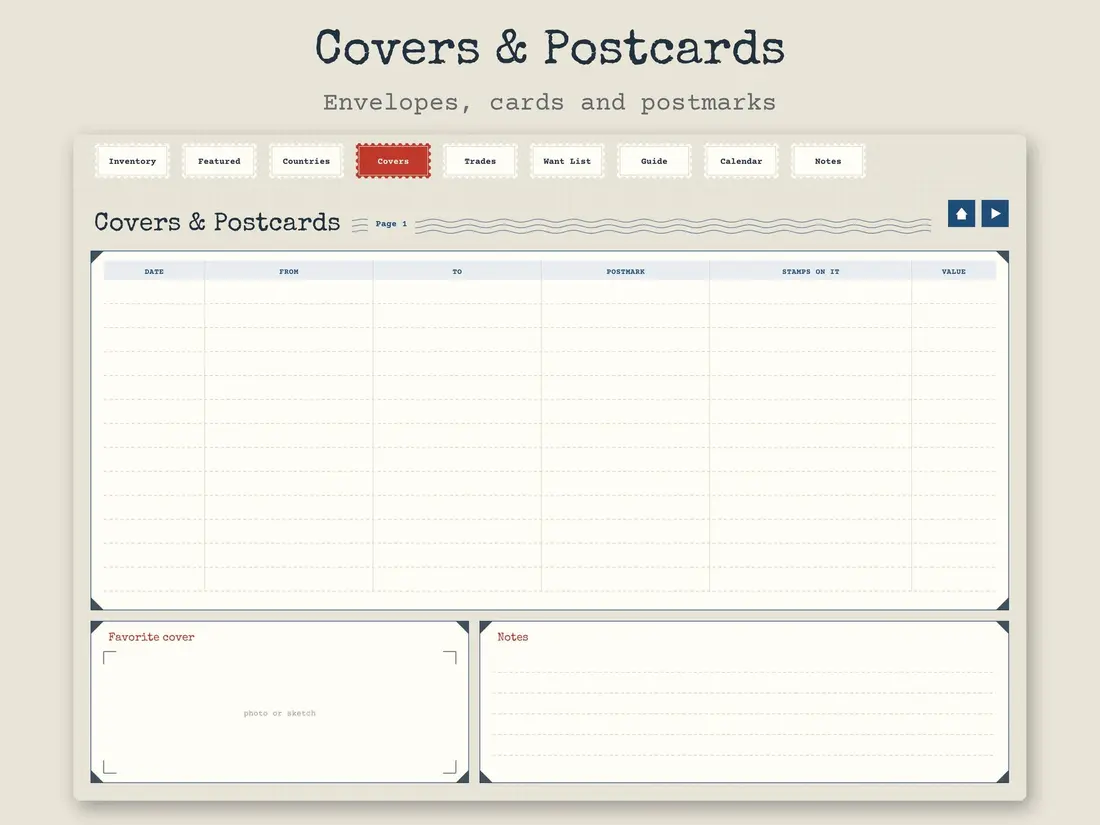 Covers & Postcards
Envelopes, cards and postmarks
Inventory Featured Countries Covers Trades Want List Guide Calendar Notes
Covers & Postcards Page 1
DATE FROM TO POSTMARK STAMPS ON IT VALUE
Favorite cover
photo or sketch
Notes